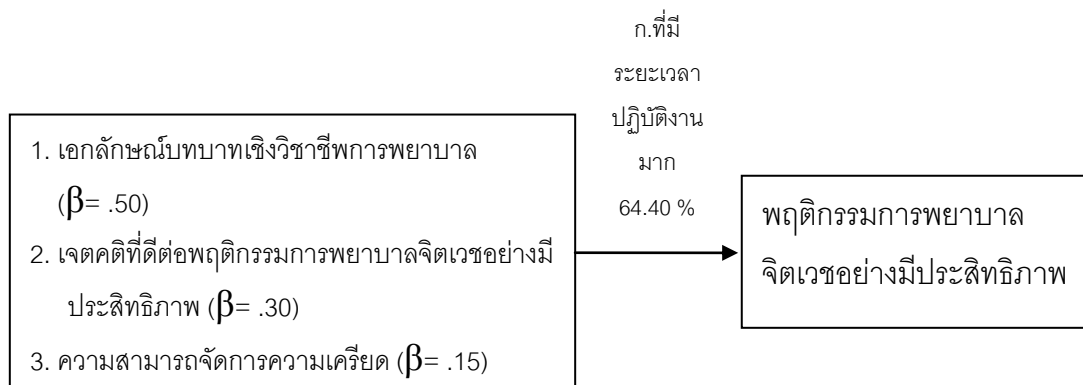 ก.ที่มี
ระยะเวลา
ปฏิบัติงาน
มาก
64.40 %
1. เอกลักษณ์บทบาทเชิงวิชาชีพการพยาบาล
(β= .50)
2. เจตคติที่ดีต่อพฤติกรรมการพยาบาลจิตเวชอย่างมี
ประสิทธิภาพ (β= .30)
3. ความสามารถจัดการความเครียด (β= .15)
พฤติกรรมการพยาบาล
จิตเวชอย่างมีประสิทธิภาพ